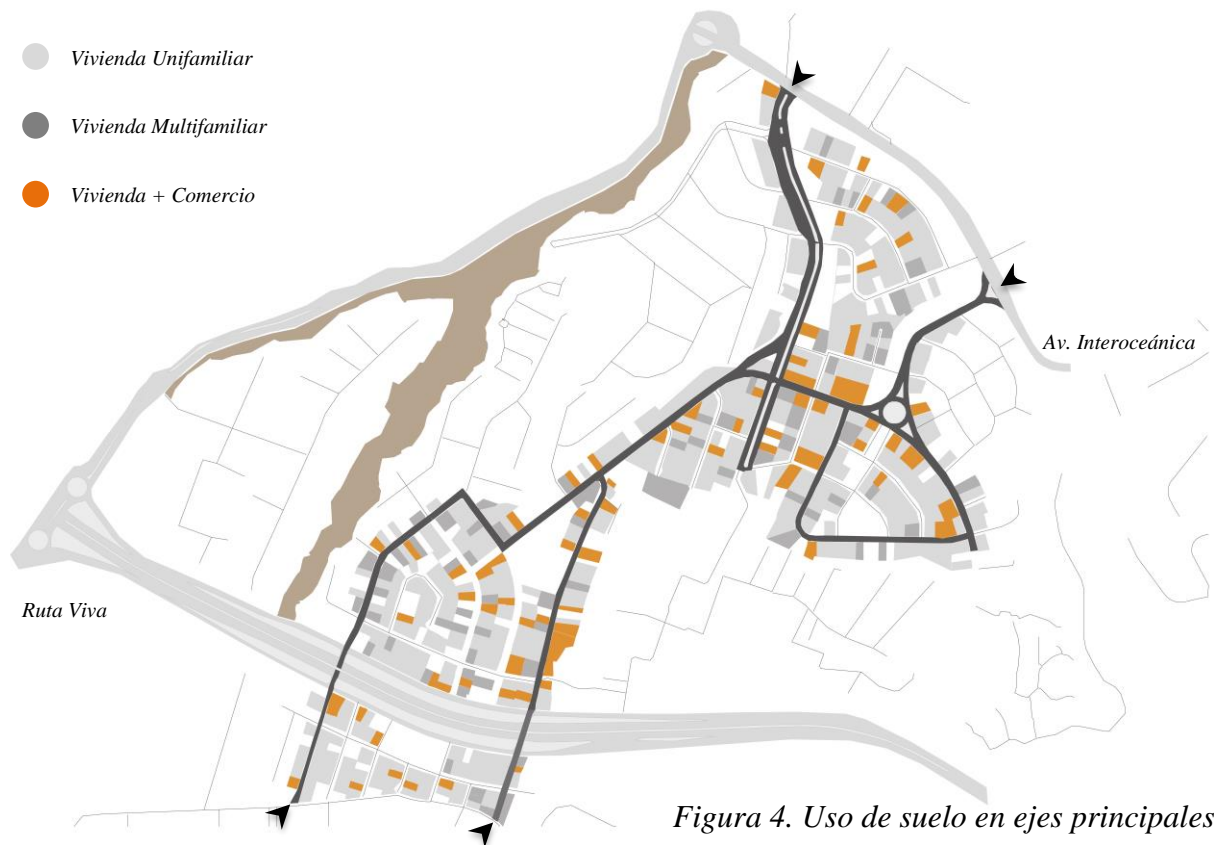 Vivienda Unifamiliar
Vivienda Multifamiliar
Vivienda + Comercio
Av. Interoceánica
Ruta Viva
Figura 4. Uso de suelo en ejes principales